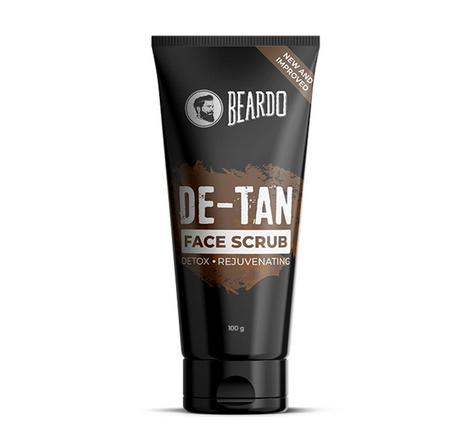 NEW AND
IMPROVED
BEARDO
DE-TAN
FACE SCRUB
DETOX • REJUVENATING
100 g